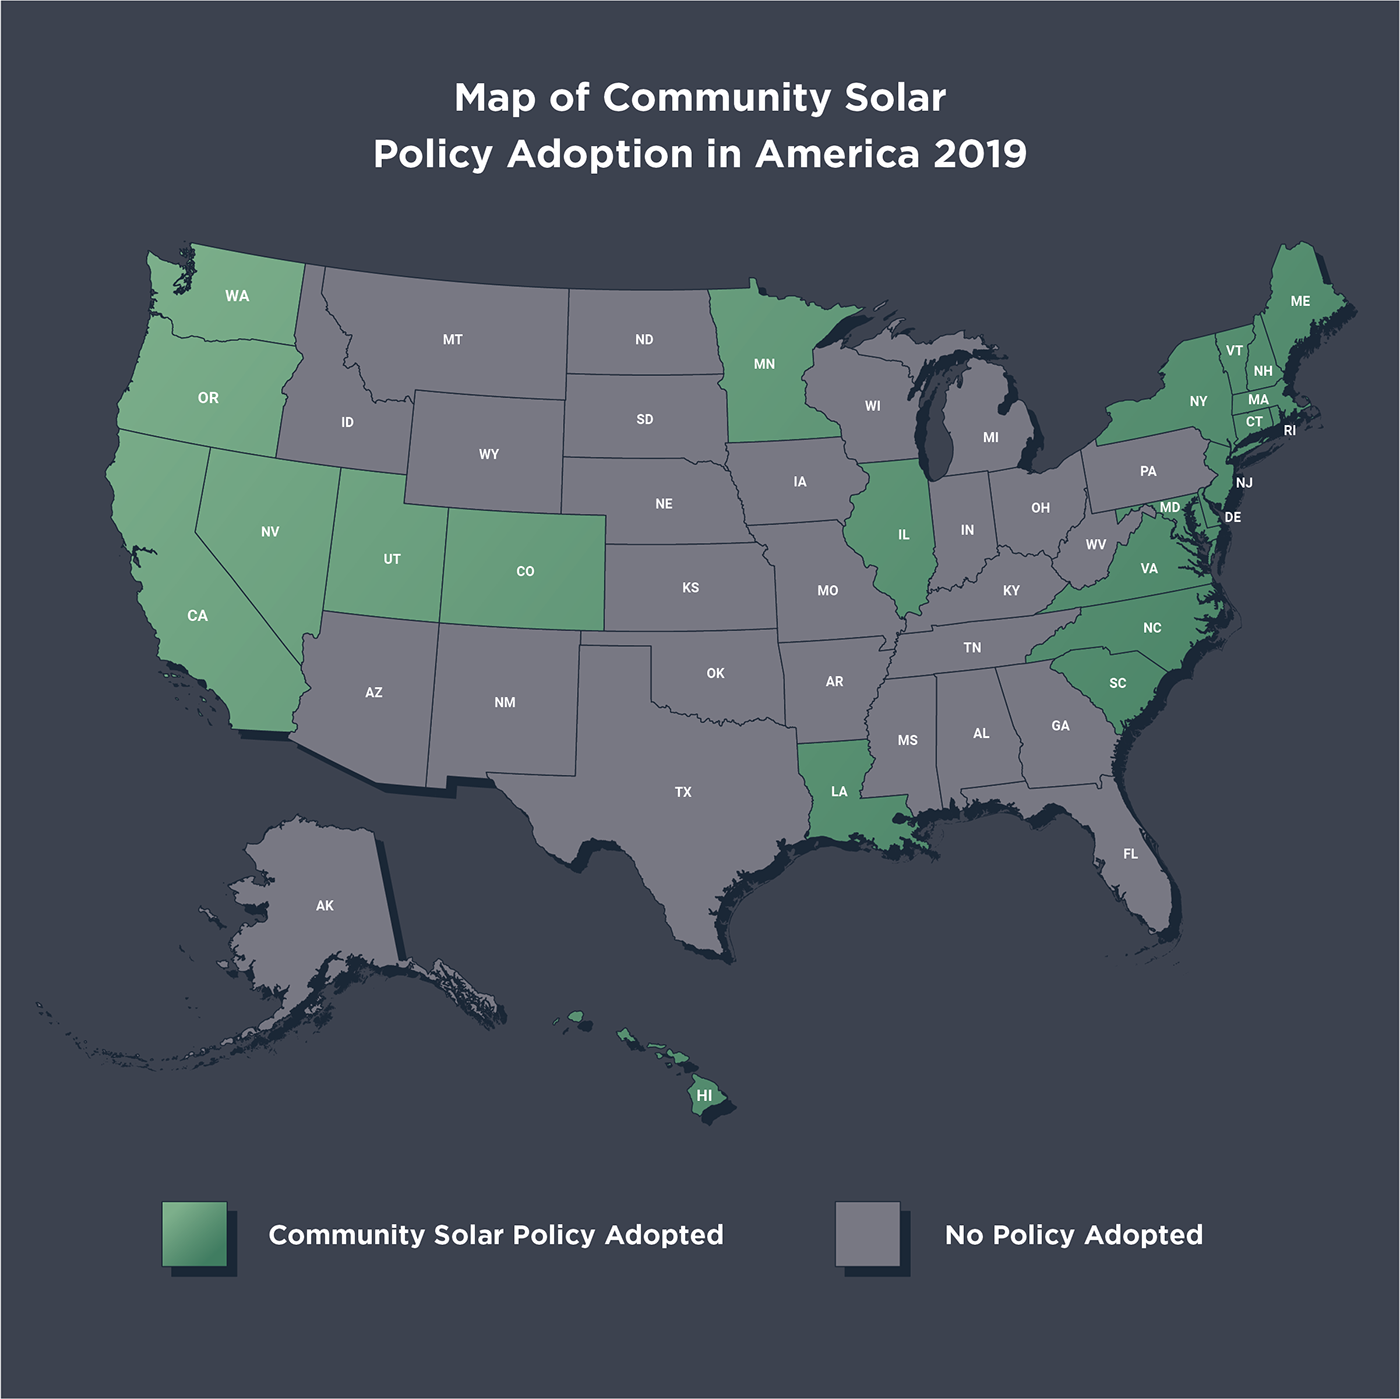 Map of Community Solar
Policy Adoption in America 2019
WA
ME
MT
ND
VT
MN
NH
OR
NY
MA
WI
SD
ID
CT
RI
MI
WY
PA
IA
NJ
NE
MD
OH
DE
NV
IN
IL
WV
UT
VA
CO
KS
MO
KY
CA
NC
TN
OK
AR
SC
AZ
NM
GA
AL
MS
TX
LA
FL
AK
HI
Community Solar Policy Adopted
No Policy Adopted